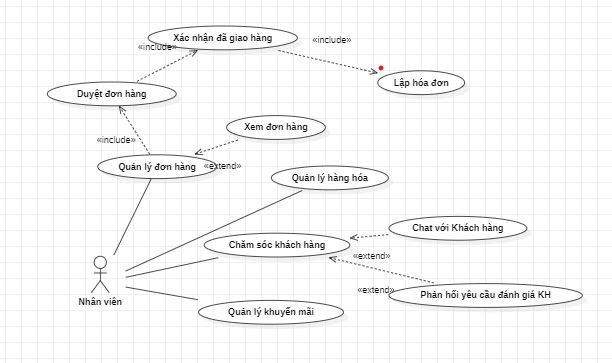 Xác nhận đã giao hàng
«include»
«include»
Lập hóa đơn
Duyệt đơn hàng
Xem đơn hàng
«include»
Quản lý đơn hàng
«extend»
Quản lý hàng hóa
Chat với Khách hàng
Chăm sóc khách hàng
«extend»
«extend»
Phản hồi yêu cầu đánh giá KH
Nhân viên
Quản lý khuyến mãi